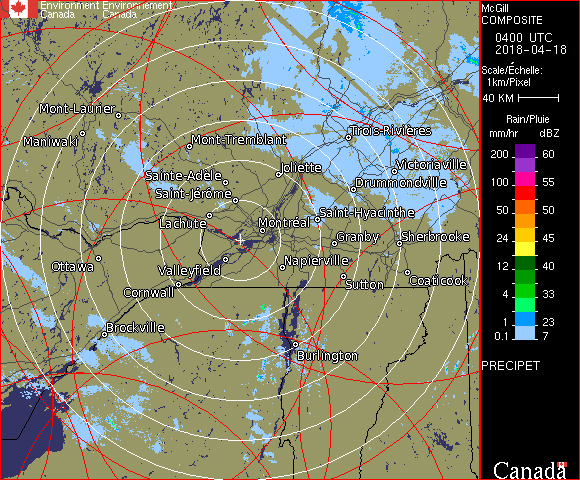 Environment Environnement
Canada Canada
McGill
COMPOSITE
0400 UTC
2018-04-18
Scale/Échelle:
1km/Pixel
40 KM
Rain/Pluie
mm/hr dBZ
200 60
150 55
100 55
50 50
24 45
12 40
4 33
1 23
0.1 7
PRECIPET
Canada
Mont-Laurier
Maniwaki
Mont-Tremblant
Trois-Rivières
Joliette
Victoriaville
Sainte-Adèle
Drummondville
Saint-Jérôme
Saint-Hyacinthe
Lachute
Montréal
Granby
Sherbrooke
Ottawa
Valleyfield
Napierville
Cornwall
Sutton
Coaticook
Brockville
Burlington